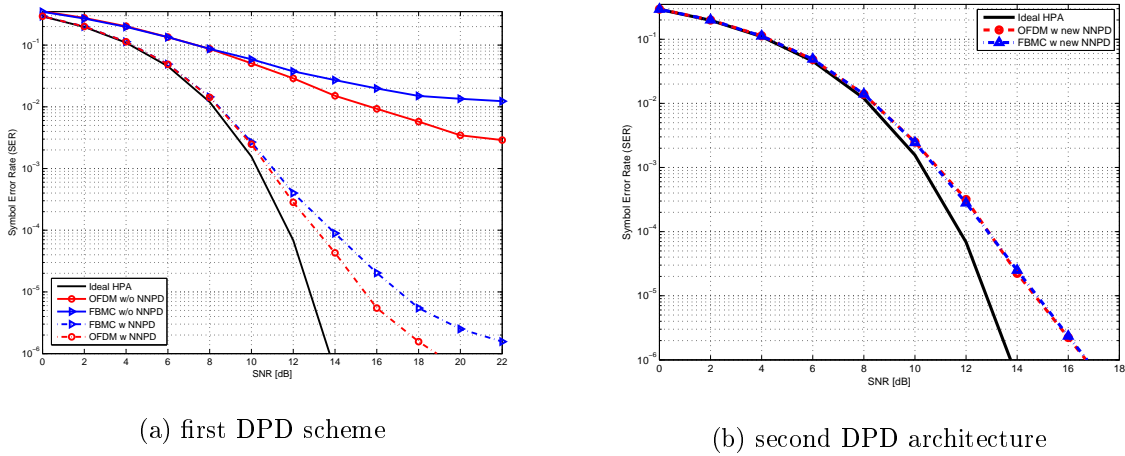 10⁻¹
10⁻²
10⁻³
10⁻⁴
10⁻⁵
10⁻⁶
Symbol Error Rate (SER)
0 2 4 6 8 10 12 14 16 18 20 22
SNR [dB]
Ideal HPA
OFDM w/o NNPD
FBMC w/o NNPD
FBMC w NNPD
OFDM w NNPD
(a) first DPD scheme
10⁻¹
10⁻²
10⁻³
10⁻⁴
10⁻⁵
10⁻⁶
Symbol Error Rate (SER)
0 2 4 6 8 10 12 14 16 18
SNR [dB]
Ideal HPA
OFDM w new NNPD
FBMC w new NNPD
(b) second DPD architecture